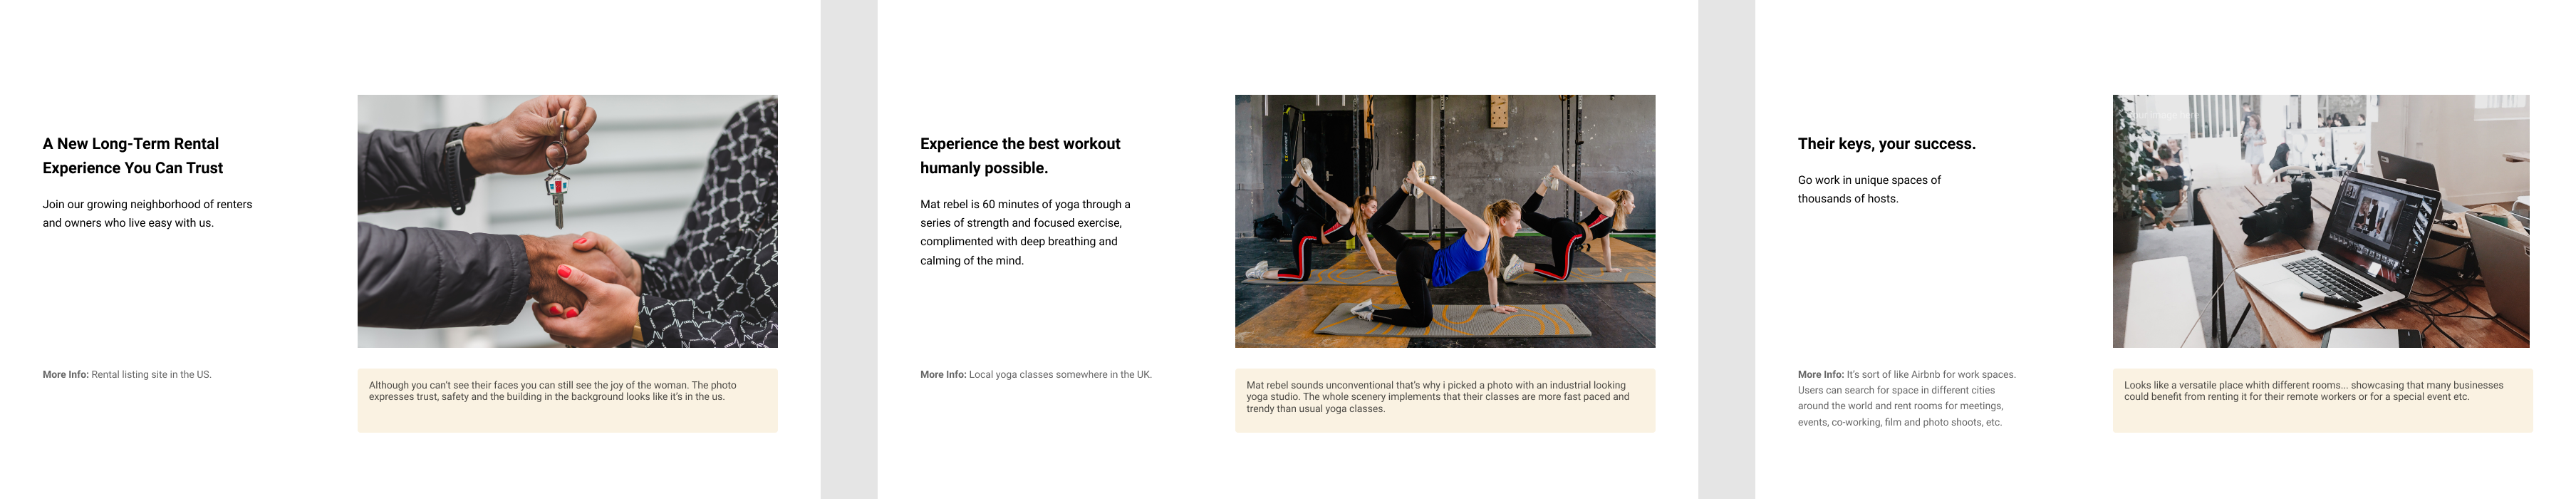 A New Long-Term Rental
Experience You Can Trust
Join our growing neighborhood of renters
and owners who live easy with us.
More Info: Rental listing site in the US.
Although you can't see their faces you can still see the joy of the woman. The photo
expresses trust, safety and the building in the background looks like it's in the us.
Experience the best workout
humanly possible.
Mat rebel is 60 minutes of yoga through a
series of strength and focused exercise,
complimented with deep breathing and
calming of the mind.
More Info: Local yoga classes somewhere in the UK.
Mat rebel sounds unconventional that's why i picked a photo with an industrial looking
yoga studio. The whole scenery implements that their classes are more fast paced and
trendy than usual yoga classes.
Their keys, your success.
Go work in unique spaces of
thousands of hosts.
More Info: It's sort of like Airbnb for work spaces.
Users can search for space in different cities
around the world and rent rooms for meetings,
events, co-working, film and photo shoots, etc.
image here
Looks like a versatile place whith different rooms... showcasing that many businesses
could benefit from renting it for their remote workers or for a special event etc.